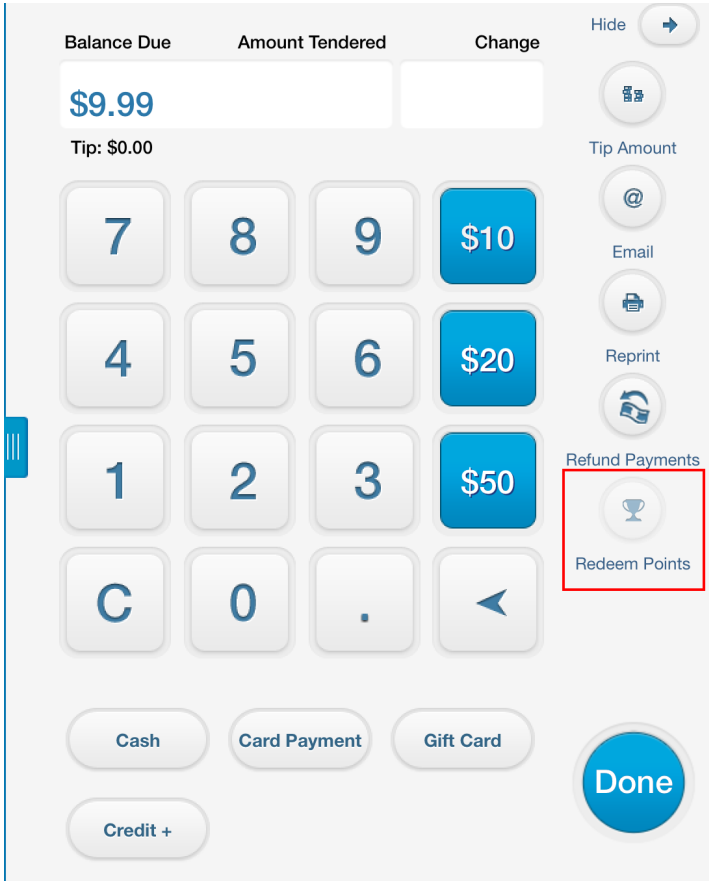 Balance Due Amount Tendered Change
$9.99
Tip: $0.00
7 8 9 $10
4 5 6 $20
1 2 3 $50
C 0 .
Cash Card Payment Gift Card
Credit +
Hide
Tip Amount
@
Email
Reprint
Refund Payments
Redeem Points
Done